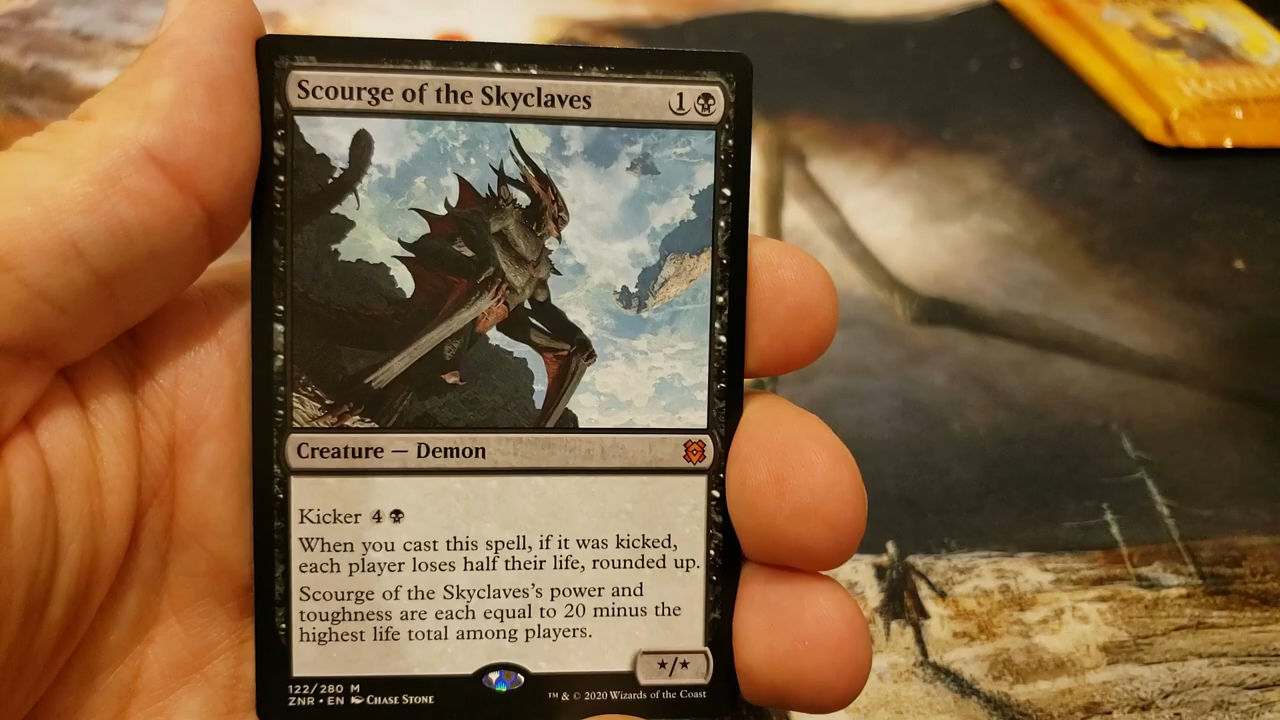 Scourge of the Skyclaves 1
Creature — Demon
Kicker 4
When you cast this spell, if it was kicked,
each player loses half their life, rounded up.
Scourge of the Skyclaves's power and
toughness are each equal to 20 minus the
highest life total among players.
★/★
122/280 M
ZNR • EN CHASE STONE
™ & © 2020 Wizards of the Coast